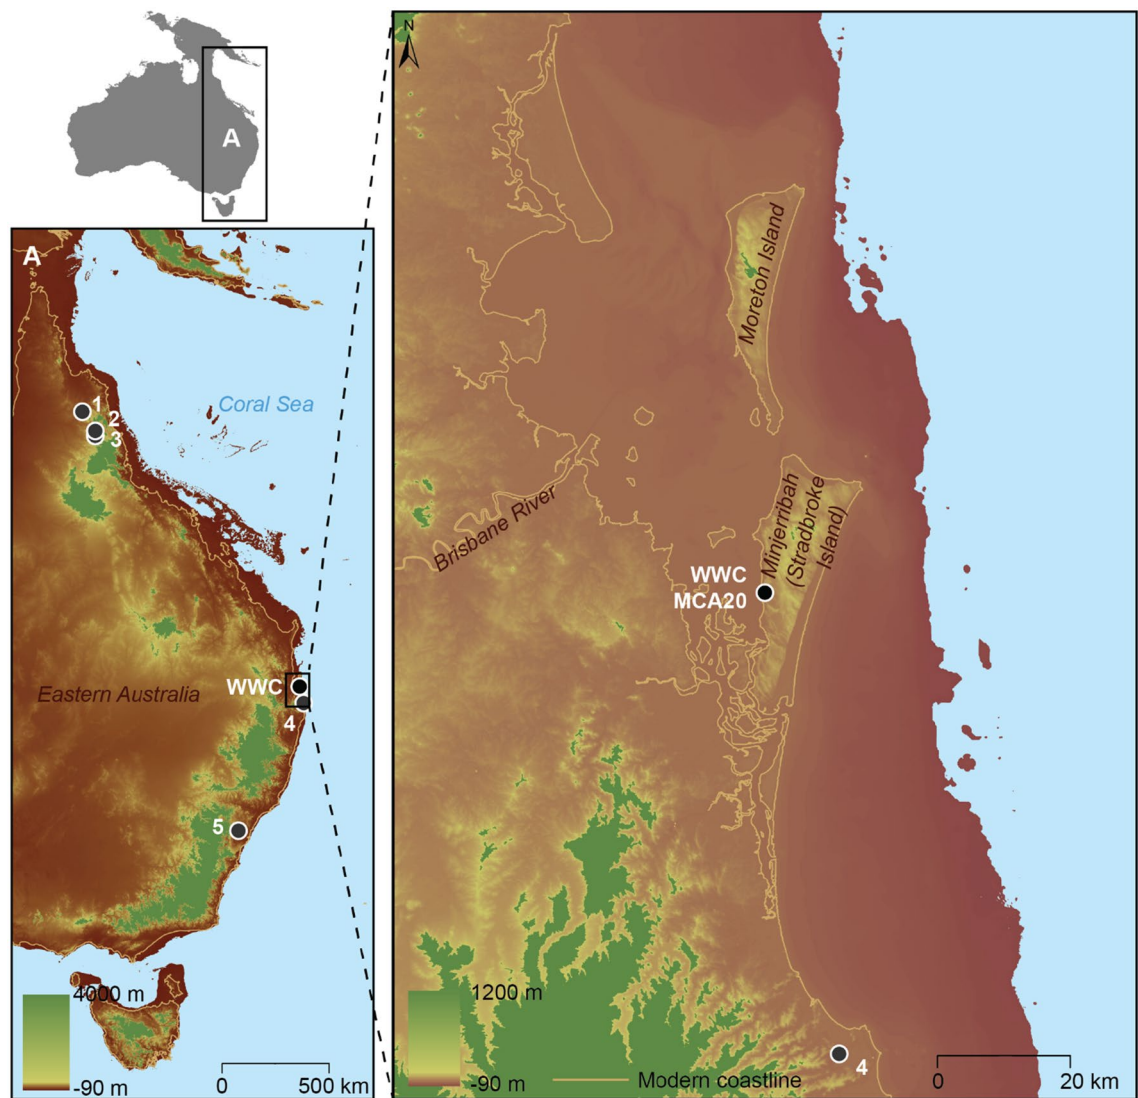 A
N
A
1
2
3
Coral Sea
Eastern Australia
WWC
4
5
4000 m
-90 m
0
500 km
Moreton Island
Brisbane River
Minjerribah
(Stradbroke
Island)
WWC
MCA20
1200 m
-90 m
Modern coastline
4
0
20 km